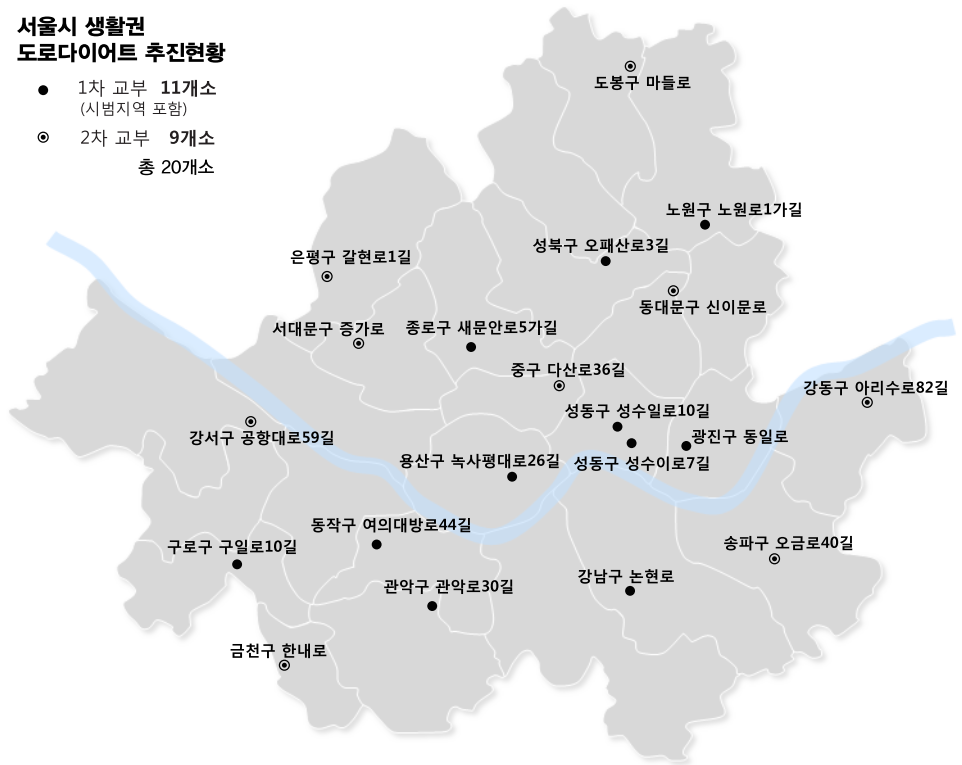 서울시 생활권
도로다이어트 추진현황
1차 교부 11개소
(시범지역 포함)
2차 교부 9개소
총 20개소
도봉구 마들로
노원구 노원로1가길
성북구 오패산로3길
은평구 갈현로1길
동대문구 신이문로
서대문구 증가로
종로구 새문안로5가길
중구 다산로36길
강동구 아리수로82길
성동구 성수일로10길
강서구 공항대로59길
광진구 동일로
용산구 녹사평대로26길
성동구 성수이로7길
동작구 여의대방로44길
구로구 구일로10길
송파구 오금로40길
관악구 관악로30길
강남구 논현로
금천구 한내로